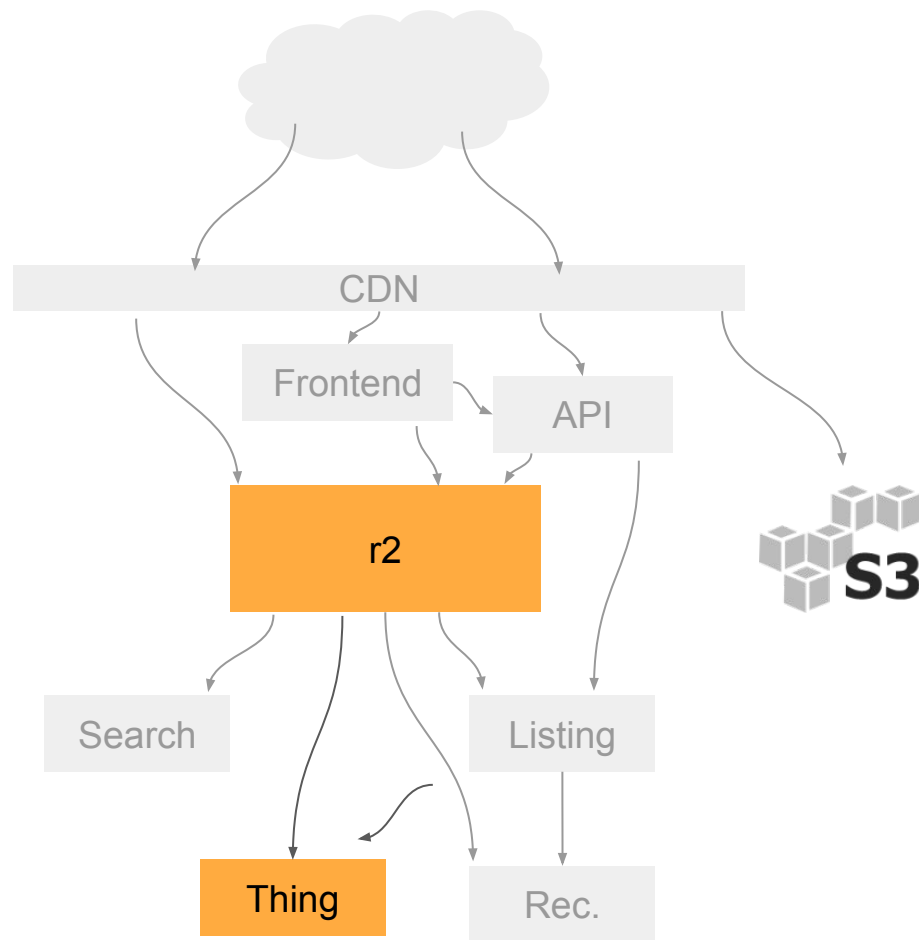 CDN
Frontend
API
r2
S3
Search
Listing
Thing
Rec.